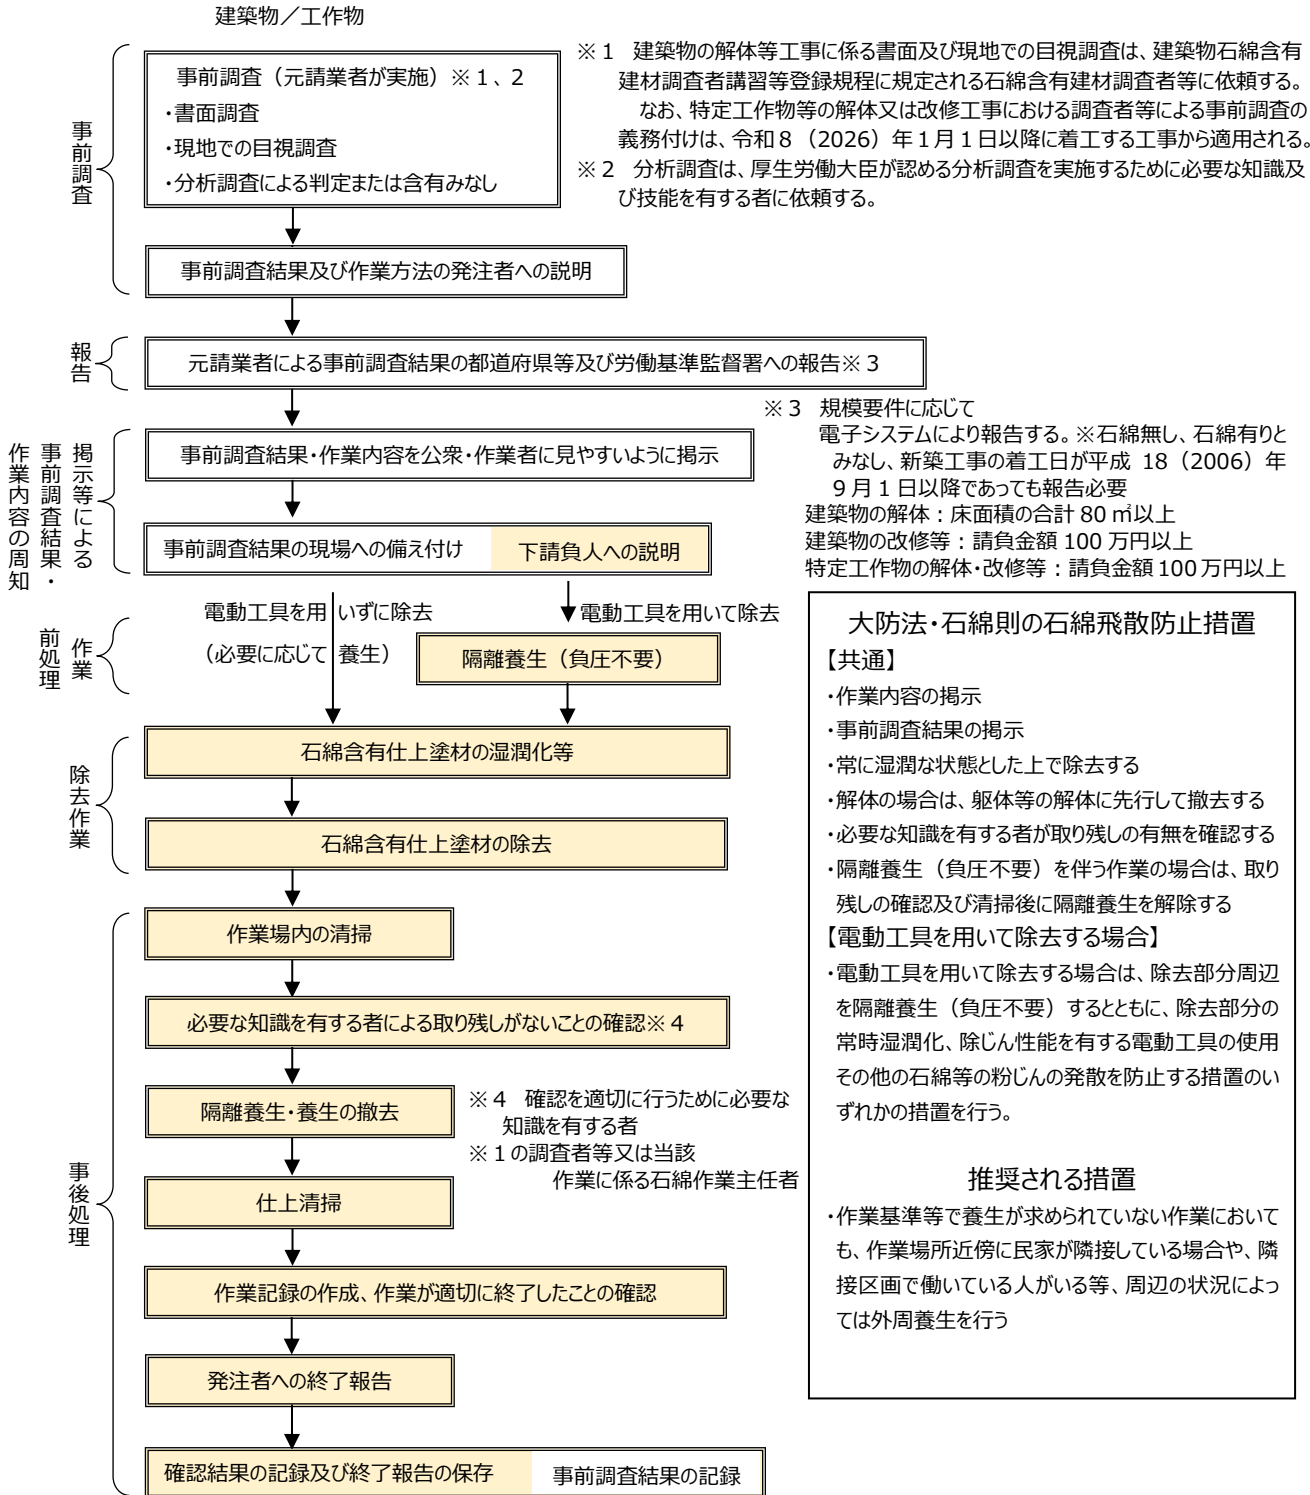 建築物／工作物
事前調査
事前調査（元請業者が実施）※１、２
・書面調査
・現地での目視調査
・分析調査による判定または含有みなし
※１　建築物の解体等工事に係る書面及び現地での目視調査は、建築物石綿含有
建材調査者講習等登録規程に規定される石綿含有建材調査者等に依頼する。
なお、特定工作物等の解体又は改修工事における調査者等による事前調査の
義務付けは、令和８（2026）年１月１日以降に着工する工事から適用される。
※２　分析調査は、厚生労働大臣が認める分析調査を実施するために必要な知識及
び技能を有する者に依頼する。
事前調査結果及び作業方法の発注者への説明
報告
元請業者による事前調査結果の都道府県等及び労働基準監督署への報告※３
※３　規模要件に応じて
電子システムにより報告する。※石綿無し、石綿有りと
みなし、新築工事の着工日が平成 18（2006）年
９月１日以降であっても報告必要
建築物の解体：床面積の合計 80 ㎡以上
建築物の改修等：請負金額 100 万円以上
特定工作物の解体・改修等：請負金額 100 万円以上
掲示等による
事前調査結果・
作業内容の周知
事前調査結果・作業内容を公衆・作業者に見やすいように掲示
事前調査結果の現場への備え付け　下請負人への説明
電動工具を用いずに除去
（必要に応じて養生）
電動工具を用いて除去
作業
前処理
隔離養生（負圧不要）
除去作業
石綿含有仕上塗材の湿潤化等
石綿含有仕上塗材の除去
事後処理
作業場内の清掃
必要な知識を有する者による取り残しがないことの確認※４
隔離養生・養生の撤去
※４　確認を適切に行うために必要な
知識を有する者
※１の調査者等又は当該
作業に係る石綿作業主任者
仕上清掃
作業記録の作成、作業が適切に終了したことの確認
発注者への終了報告
確認結果の記録及び終了報告の保存　事前調査結果の記録
大防法・石綿則の石綿飛散防止措置
【共通】
・作業内容の掲示
・事前調査結果の掲示
・常に湿潤な状態とした上で除去する
・解体の場合は、躯体等の解体に先行して撤去する
・必要な知識を有する者が取り残しの有無を確認する
・隔離養生（負圧不要）を伴う作業の場合は、取り
残しの確認及び清掃後に隔離養生を解除する
【電動工具を用いて除去する場合】
・電動工具を用いて除去する場合は、除去部分周辺
を隔離養生（負圧不要）するとともに、除去部分の
常時湿潤化、除じん性能を有する電動工具の使用
その他の石綿等の粉じんの発散を防止する措置のい
ずれかの措置を行う。
推奨される措置
・作業基準等で養生が求められていない作業において
も、作業場所近傍に民家が隣接している場合や、隣
接区画で働いている人がいる等、周辺の状況によっ
ては外周養生を行う